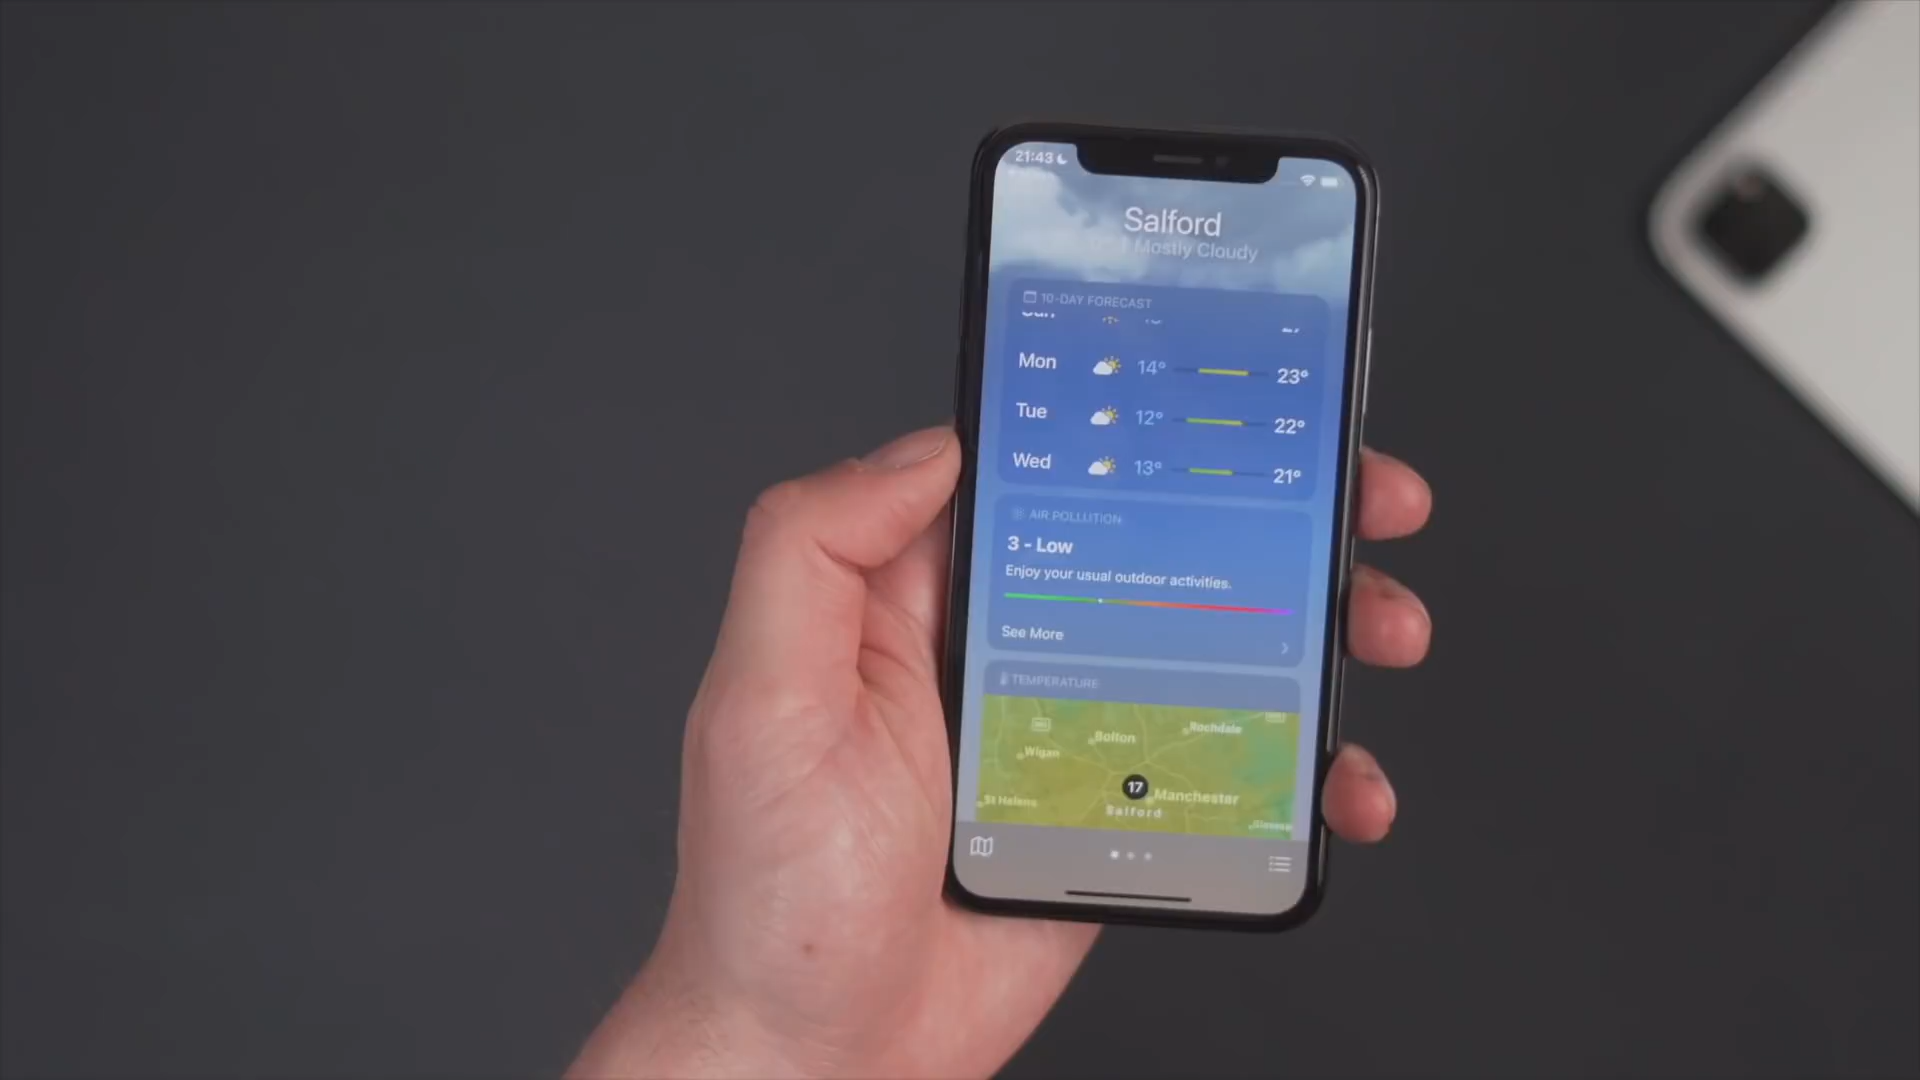 21:43
Salford
Mostly Cloudy
10-DAY FORECAST
Mon 14° 23°
Tue 12° 22°
Wed 13° 21°
AIR POLLUTION
3 - Low
Enjoy your usual outdoor activities.
See More
TEMPERATURE
Rochdale
Bolton
Wigan
17
Manchester
St Helens
Salford